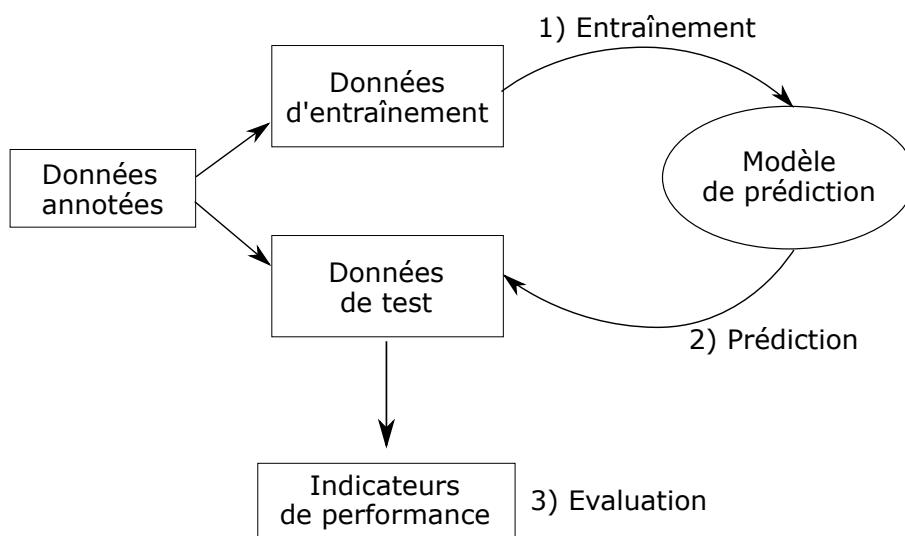 1) Entraînement
Données
d'entraînement
Données
annotées
Modèle
de prédiction
Données
de test
2) Prédiction
Indicateurs
de performance
3) Evaluation